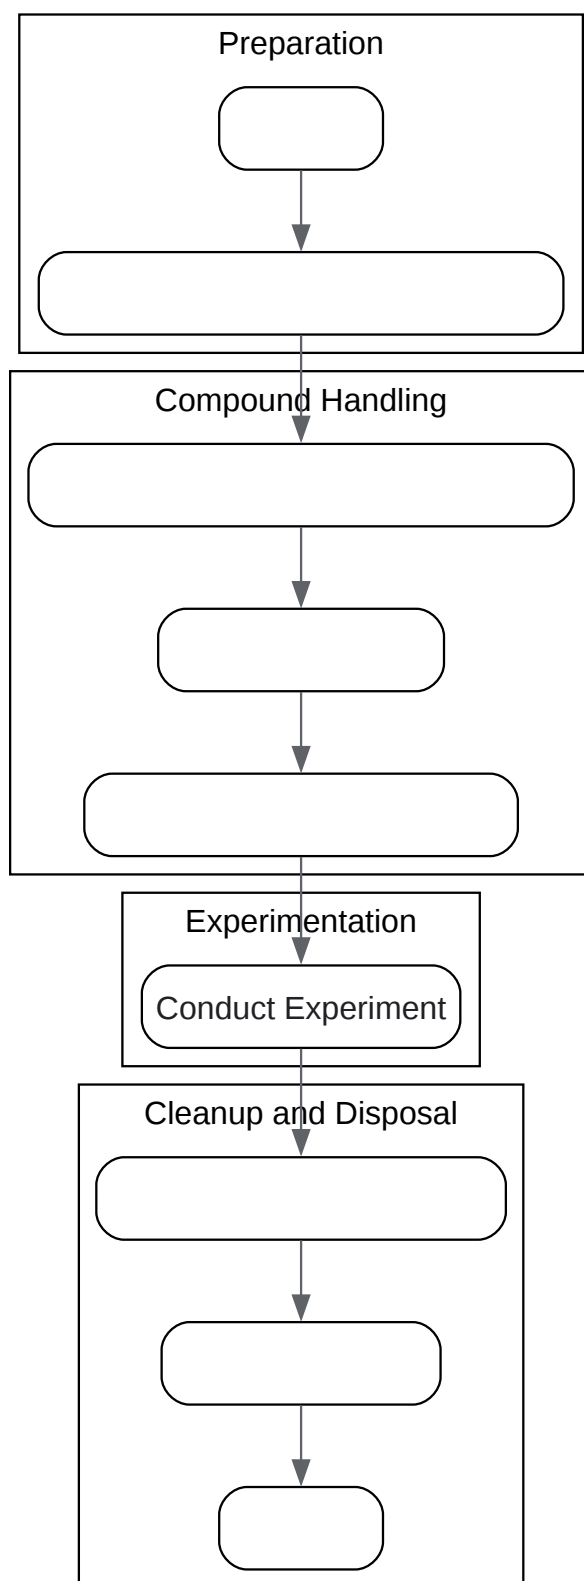 Preparation
Compound Handling
Experimentation
Conduct Experiment
Cleanup and Disposal